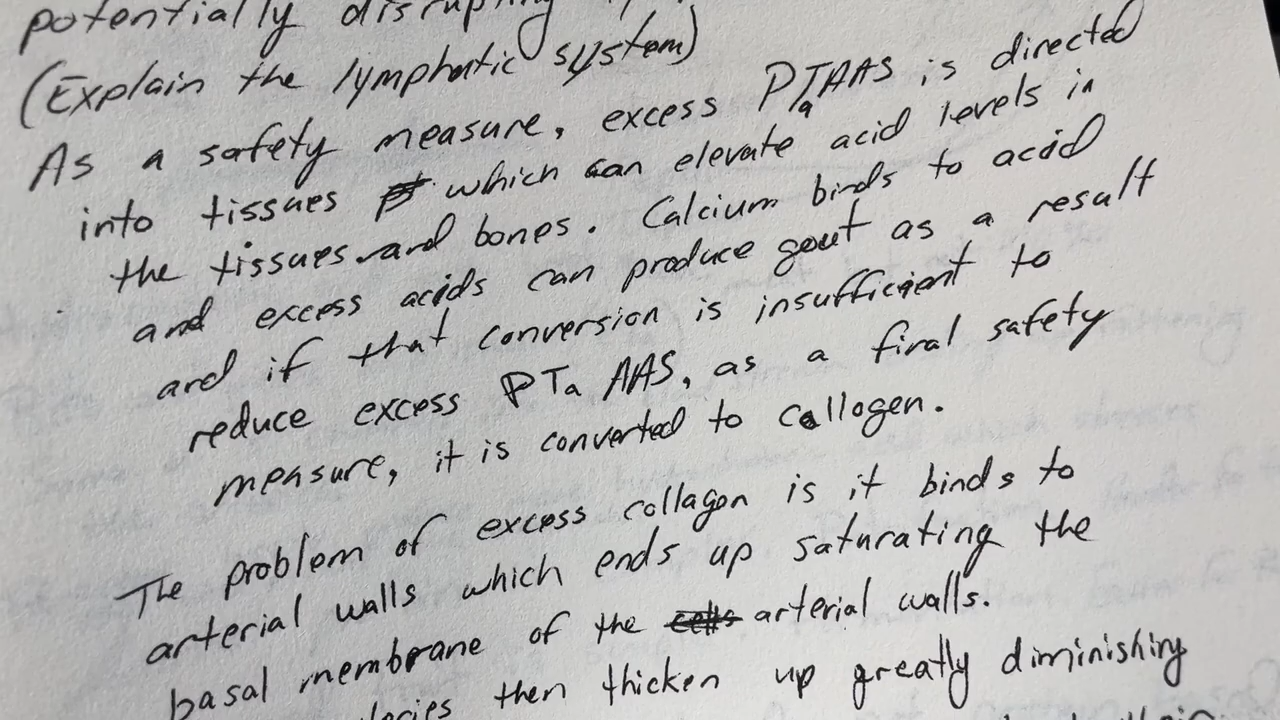 potentially disrupting
(Explain the lymphatic system)
As a safety measure, excess PTaAAS is directed
into tissues which can elevate acid levels in
the tissues and bones. Calcium binds to acid
and excess acids can produce gout as a result
and if that conversion is insufficient to
reduce excess PTa AAS, as a final safety
measure, it is converted to collogen.
The problem of excess collagen is it binds to
arterial walls which ends up saturating the
basal membrane of the cells arterial walls.
then thicken up greatly diminishing